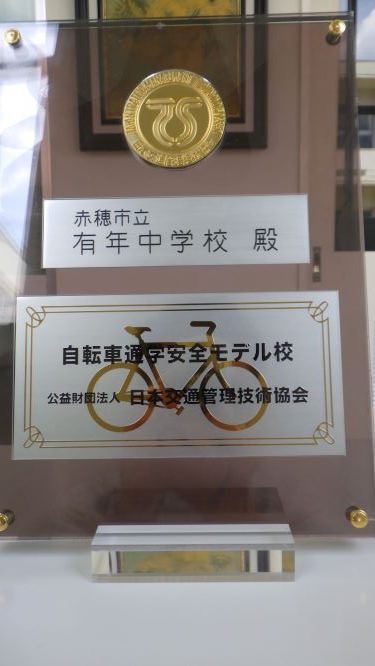 赤穂市立
有年中学校 殿
自転車通学安全モデル校
公益財団法人 日本交通管理技術協会